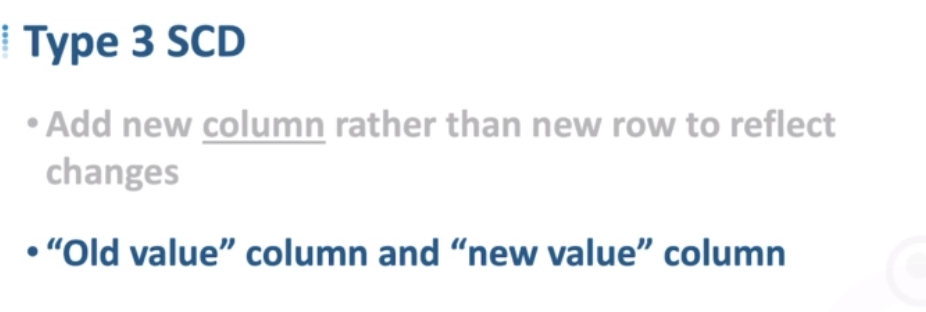 Type 3 SCD
• Add new column rather than new row to reflect
changes
• “Old value” column and “new value” column